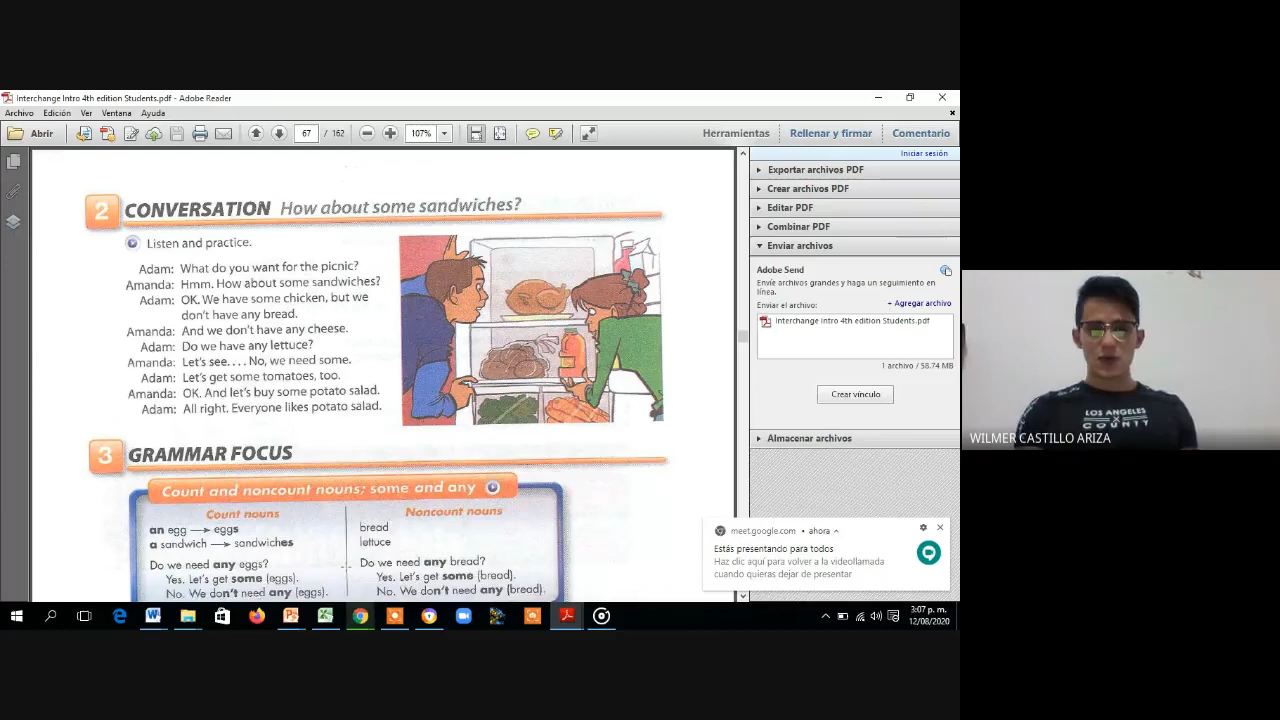 Interchange Intro 4th edition Students.pdf - Adobe Reader
Archivo Edición Ver Ventana Ayuda
Abrir 67 / 162 107% Herramientas Rellenar y firmar Comentario
Iniciar sesión
Exportar archivos PDF
Crear archivos PDF
Editar PDF
Combinar PDF
Enviar archivos
Adobe Send
Envíe archivos grandes y haga un seguimiento en
línea.
Enviar el archivo: + Agregar archivo
Interchange Intro 4th edition Students.pdf
1 archivo / 58.74 MB
Crear vínculo
Almacenar archivos
2 CONVERSATION How about some sandwiches?
Listen and practice.
Adam: What do you want for the picnic?
Amanda: Hmm. How about some sandwiches?
Adam: OK. We have some chicken, but we
don't have any bread.
Amanda: And we don't have any cheese.
Adam: Do we have any lettuce?
Amanda: Let's see. . . . No, we need some.
Adam: Let's get some tomatoes, too.
Amanda: OK. And let's buy some potato salad.
Adam: All right. Everyone likes potato salad.
3 GRAMMAR FOCUS
Count and noncount nouns; some and any
Count nouns
an egg → eggs
a sandwich → sandwiches
Do we need any eggs?
Yes. Let's get some (eggs).
No. We don't need any (eggs).
Noncount nouns
bread
lettuce
Do we need any bread?
Yes. Let's get some (bread).
No. We don't need any (bread).
meet.google.com • ahora
Estás presentando para todos
Haz clic aquí para volver a la videollamada
cuando quieras dejar de presentar
3:07 p. m.
12/08/2020
LOS ANGELES
X
COUNTY
WILMER CASTILLO ARIZA